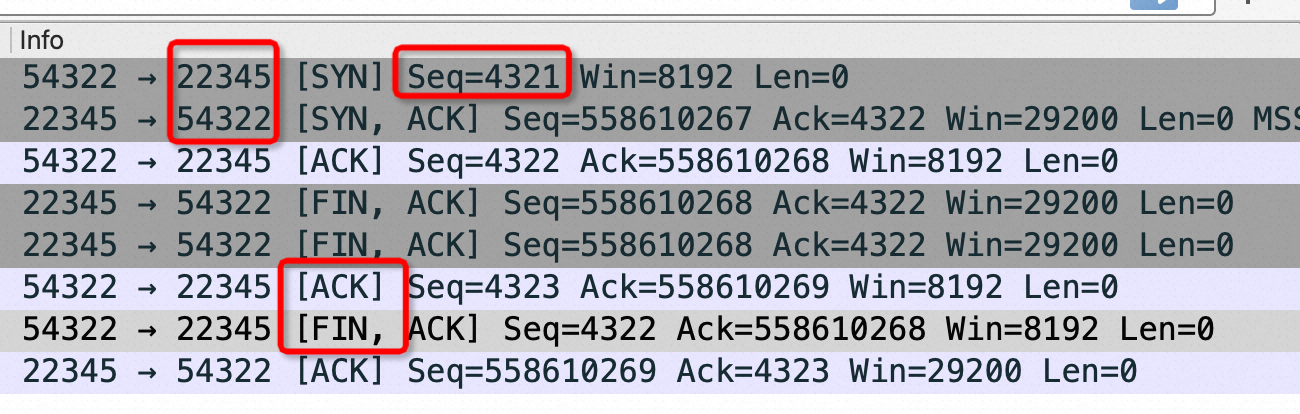 Info
54322 → 22345 [SYN] Seq=4321 Win=8192 Len=0
22345 → 54322 [SYN, ACK] Seq=558610267 Ack=4322 Win=29200 Len=0 MSS
54322 → 22345 [ACK] Seq=4322 Ack=558610268 Win=8192 Len=0
22345 → 54322 [FIN, ACK] Seq=558610268 Ack=4322 Win=29200 Len=0
22345 → 54322 [FIN, ACK] Seq=558610268 Ack=4322 Win=29200 Len=0
54322 → 22345 [ACK] Seq=4323 Ack=558610269 Win=8192 Len=0
54322 → 22345 [FIN, ACK] Seq=4322 Ack=558610268 Win=8192 Len=0
22345 → 54322 [ACK] Seq=558610269 Ack=4323 Win=29200 Len=0